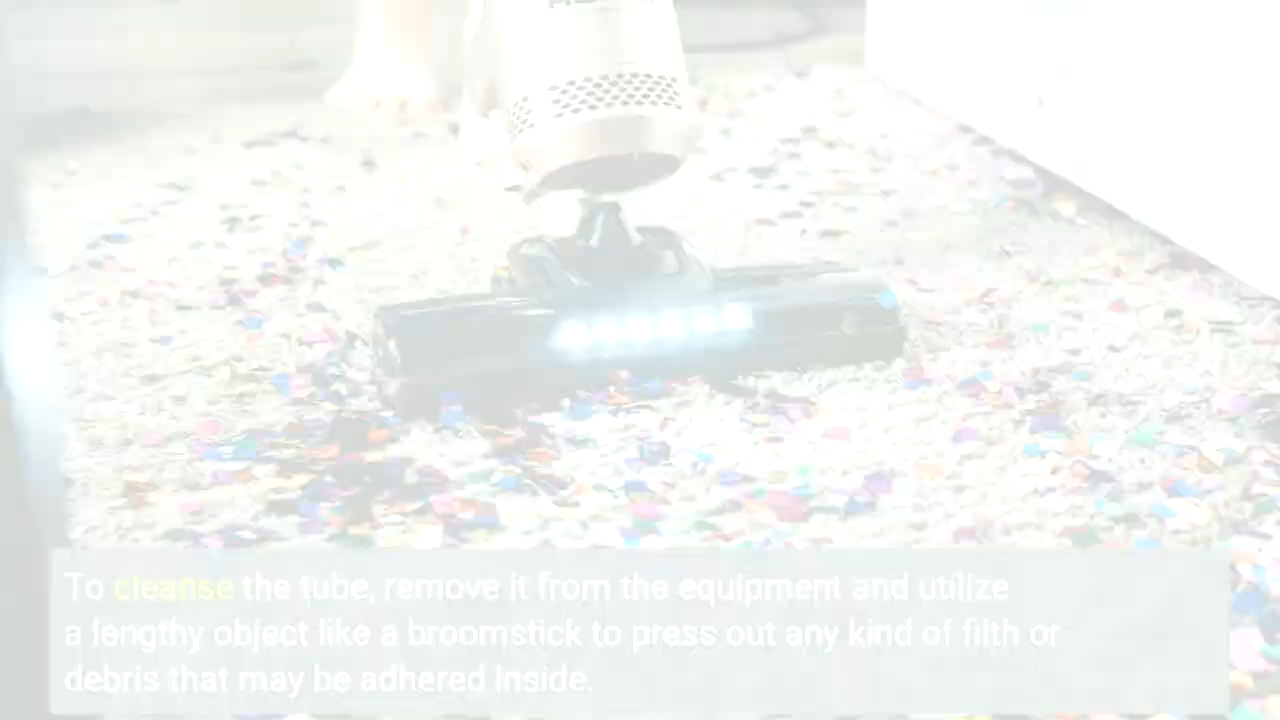 To cleanse the tube, remove it from the equipment and utilize
a lengthy object like a broomstick to press out any kind of filth or
debris that may be adhered inside.